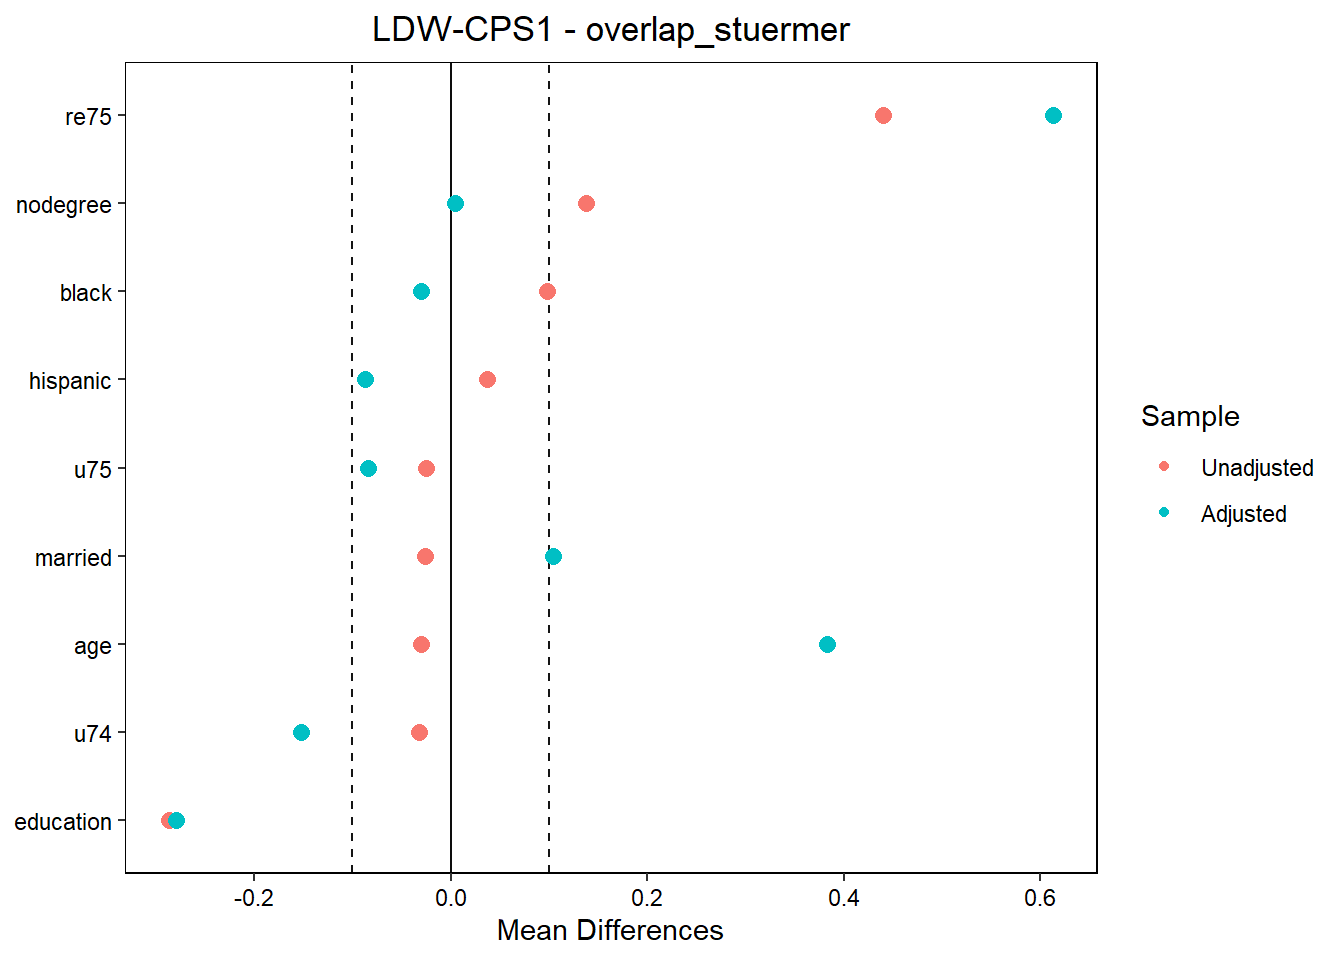 LDW-CPS1 - overlap_stuermer
re75
nodegree
black
hispanic
u75
married
age
u74
education
-0.2 0.0 0.2 0.4 0.6
Mean Differences
Sample
Unadjusted
Adjusted